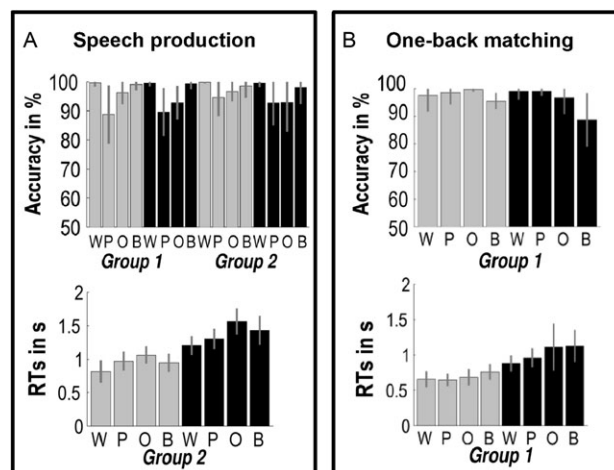 A Speech production
Accuracy in %
100
90
80
70
60
50
W P O B W P O B W P O B W P O B
Group 1 Group 2
RTs in s
2
1.5
1
0.5
0
W P O B W P O B
Group 2
B One-back matching
Accuracy in %
100
90
80
70
60
50
W P O B W P O B
Group 1
RTs in s
2
1.5
1
0.5
0
W P O B W P O B
Group 1